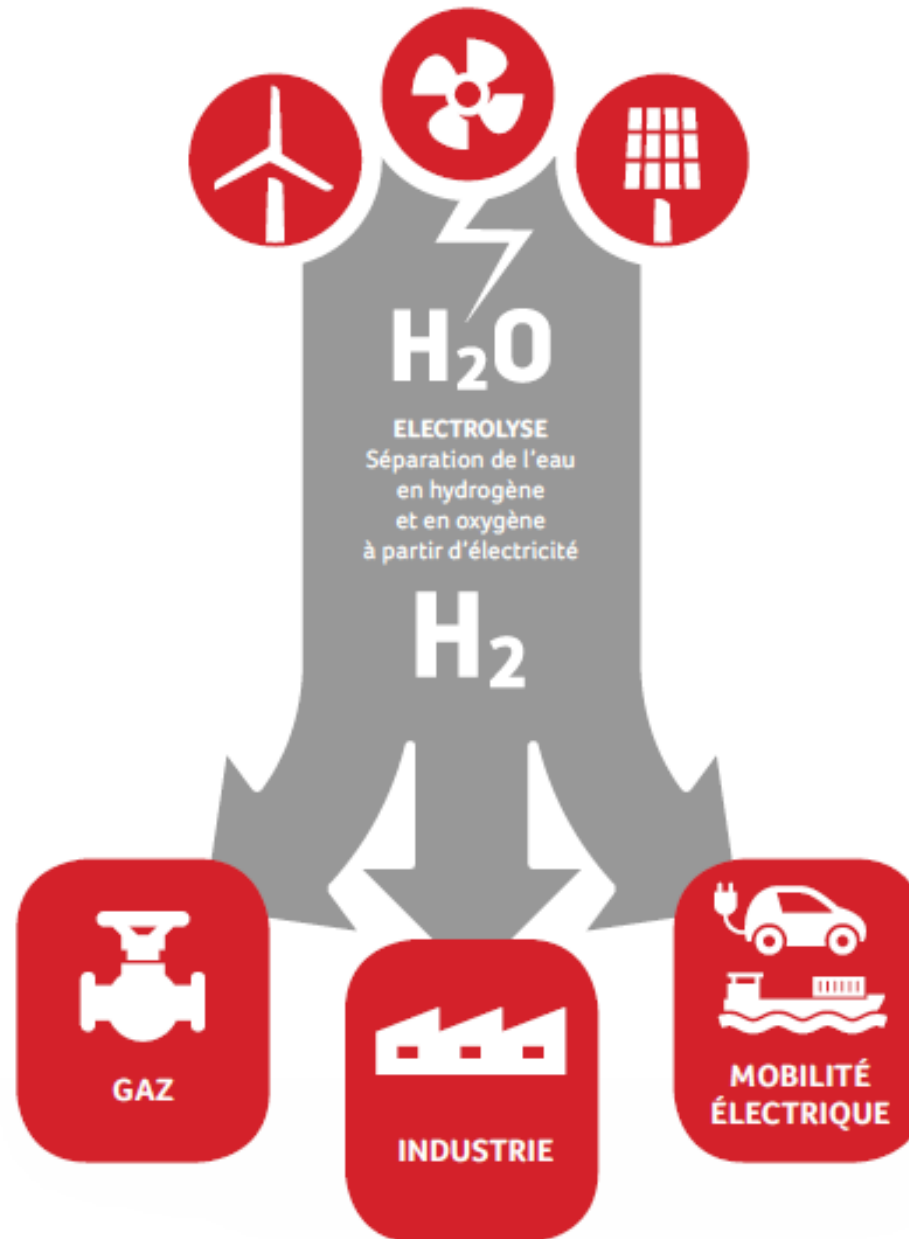 H₂O
ELECTROLYSE
Séparation de l'eau
en hydrogène
et en oxygène
à partir d'électricité
H₂
GAZ
INDUSTRIE
MOBILITÉ
ÉLECTRIQUE